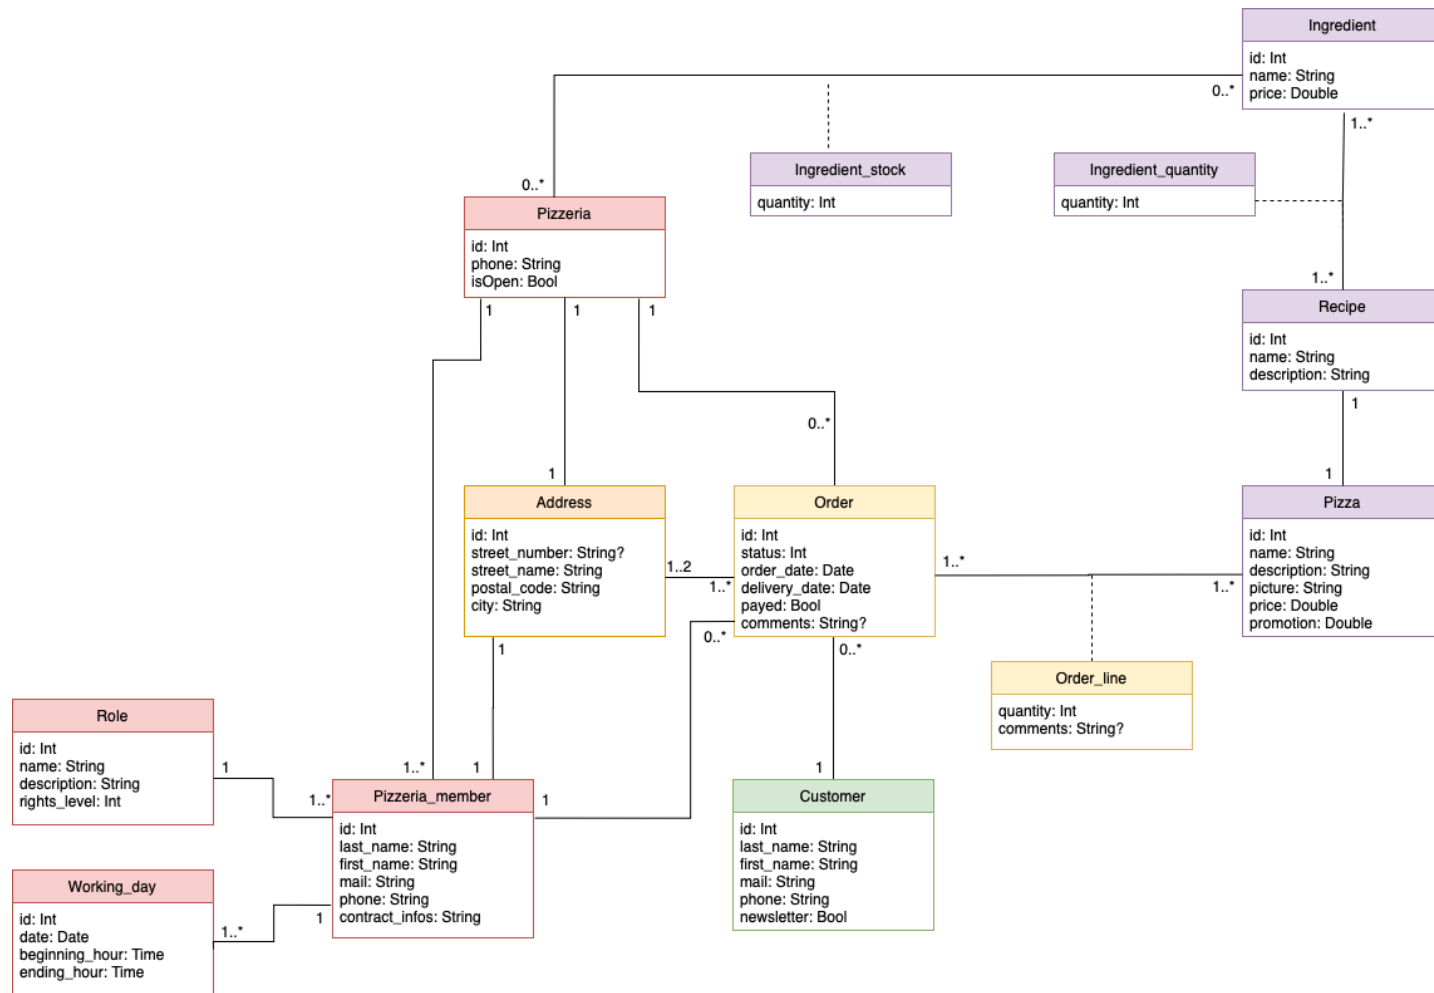 Ingredient
id: Int
name: String
price: Double
0..*
1..*
Ingredient_stock
quantity: Int
Ingredient_quantity
quantity: Int
0..*
Pizzeria
id: Int
phone: String
isOpen: Bool
1
1
1
1..*
Recipe
id: Int
name: String
description: String
1
0..*
1
1
Address
id: Int
street_number: String?
street_name: String
postal_code: String
city: String
1..2
1..*
Order
id: Int
status: Int
order_date: Date
delivery_date: Date
payed: Bool
comments: String?
1..*
1..*
Pizza
id: Int
name: String
description: String
picture: String
price: Double
promotion: Double
1
0..*
0..*
Order_line
quantity: Int
comments: String?
Role
id: Int
name: String
description: String
rights_level: Int
1
1..*
1..*
1
1
1
Pizzeria_member
id: Int
last_name: String
first_name: String
mail: String
phone: String
contract_infos: String
Customer
id: Int
last_name: String
first_name: String
mail: String
phone: String
newsletter: Bool
Working_day
id: Int
date: Date
beginning_hour: Time
ending_hour: Time
1..*
1